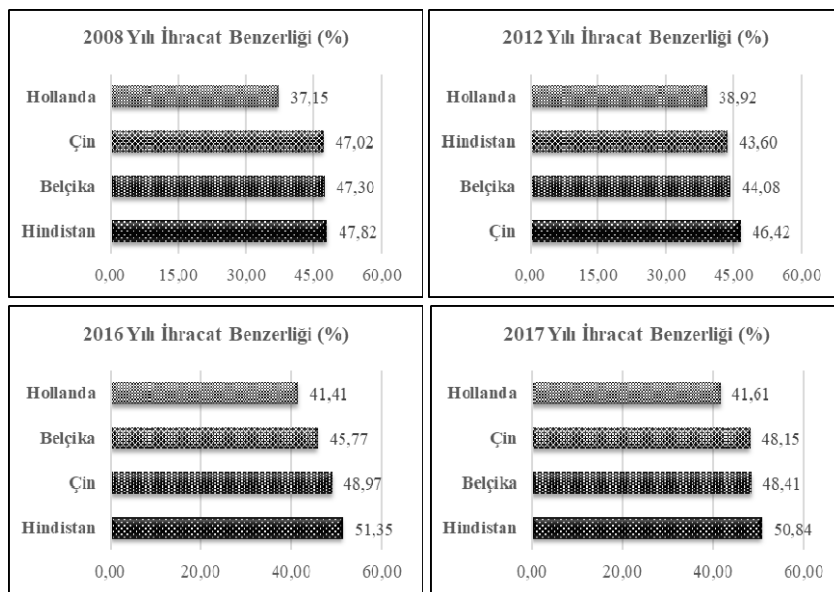 2008 Yılı İhracat Benzerliği (%)
Hollanda 37,15
Çin 47,02
Belçika 47,30
Hindistan 47,82
0,00 15,00 30,00 45,00 60,00
2012 Yılı İhracat Benzerliği (%)
Hollanda 38,92
Hindistan 43,60
Belçika 44,08
Çin 46,42
0,00 15,00 30,00 45,00 60,00
2016 Yılı İhracat Benzerliği (%)
Hollanda 41,41
Belçika 45,77
Çin 48,97
Hindistan 51,35
0,00 20,00 40,00 60,00
2017 Yılı İhracat Benzerliği (%)
Hollanda 41,61
Çin 48,15
Belçika 48,41
Hindistan 50,84
0,00 20,00 40,00 60,00